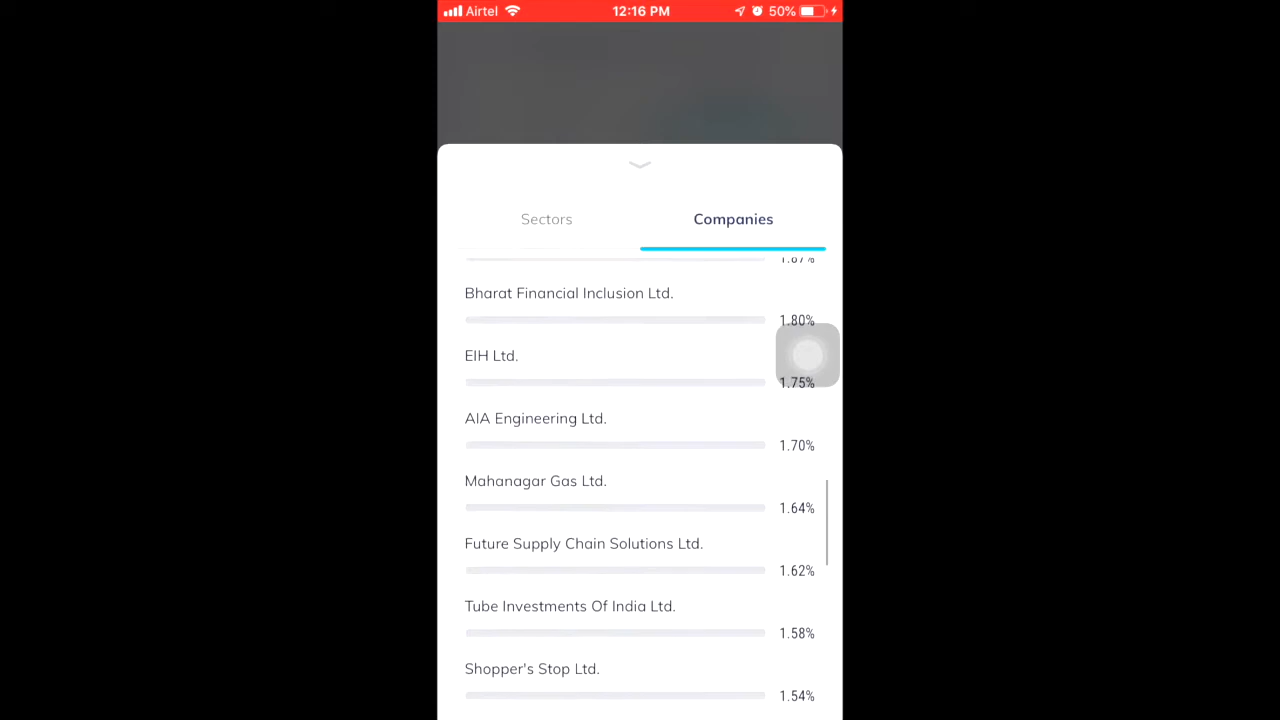 Airtel 12:16 PM 50%
Sectors Companies
1.87%
Bharat Financial Inclusion Ltd.
1.80%
EIH Ltd.
1.75%
AIA Engineering Ltd.
1.70%
Mahanagar Gas Ltd.
1.64%
Future Supply Chain Solutions Ltd.
1.62%
Tube Investments Of India Ltd.
1.58%
Shopper's Stop Ltd.
1.54%